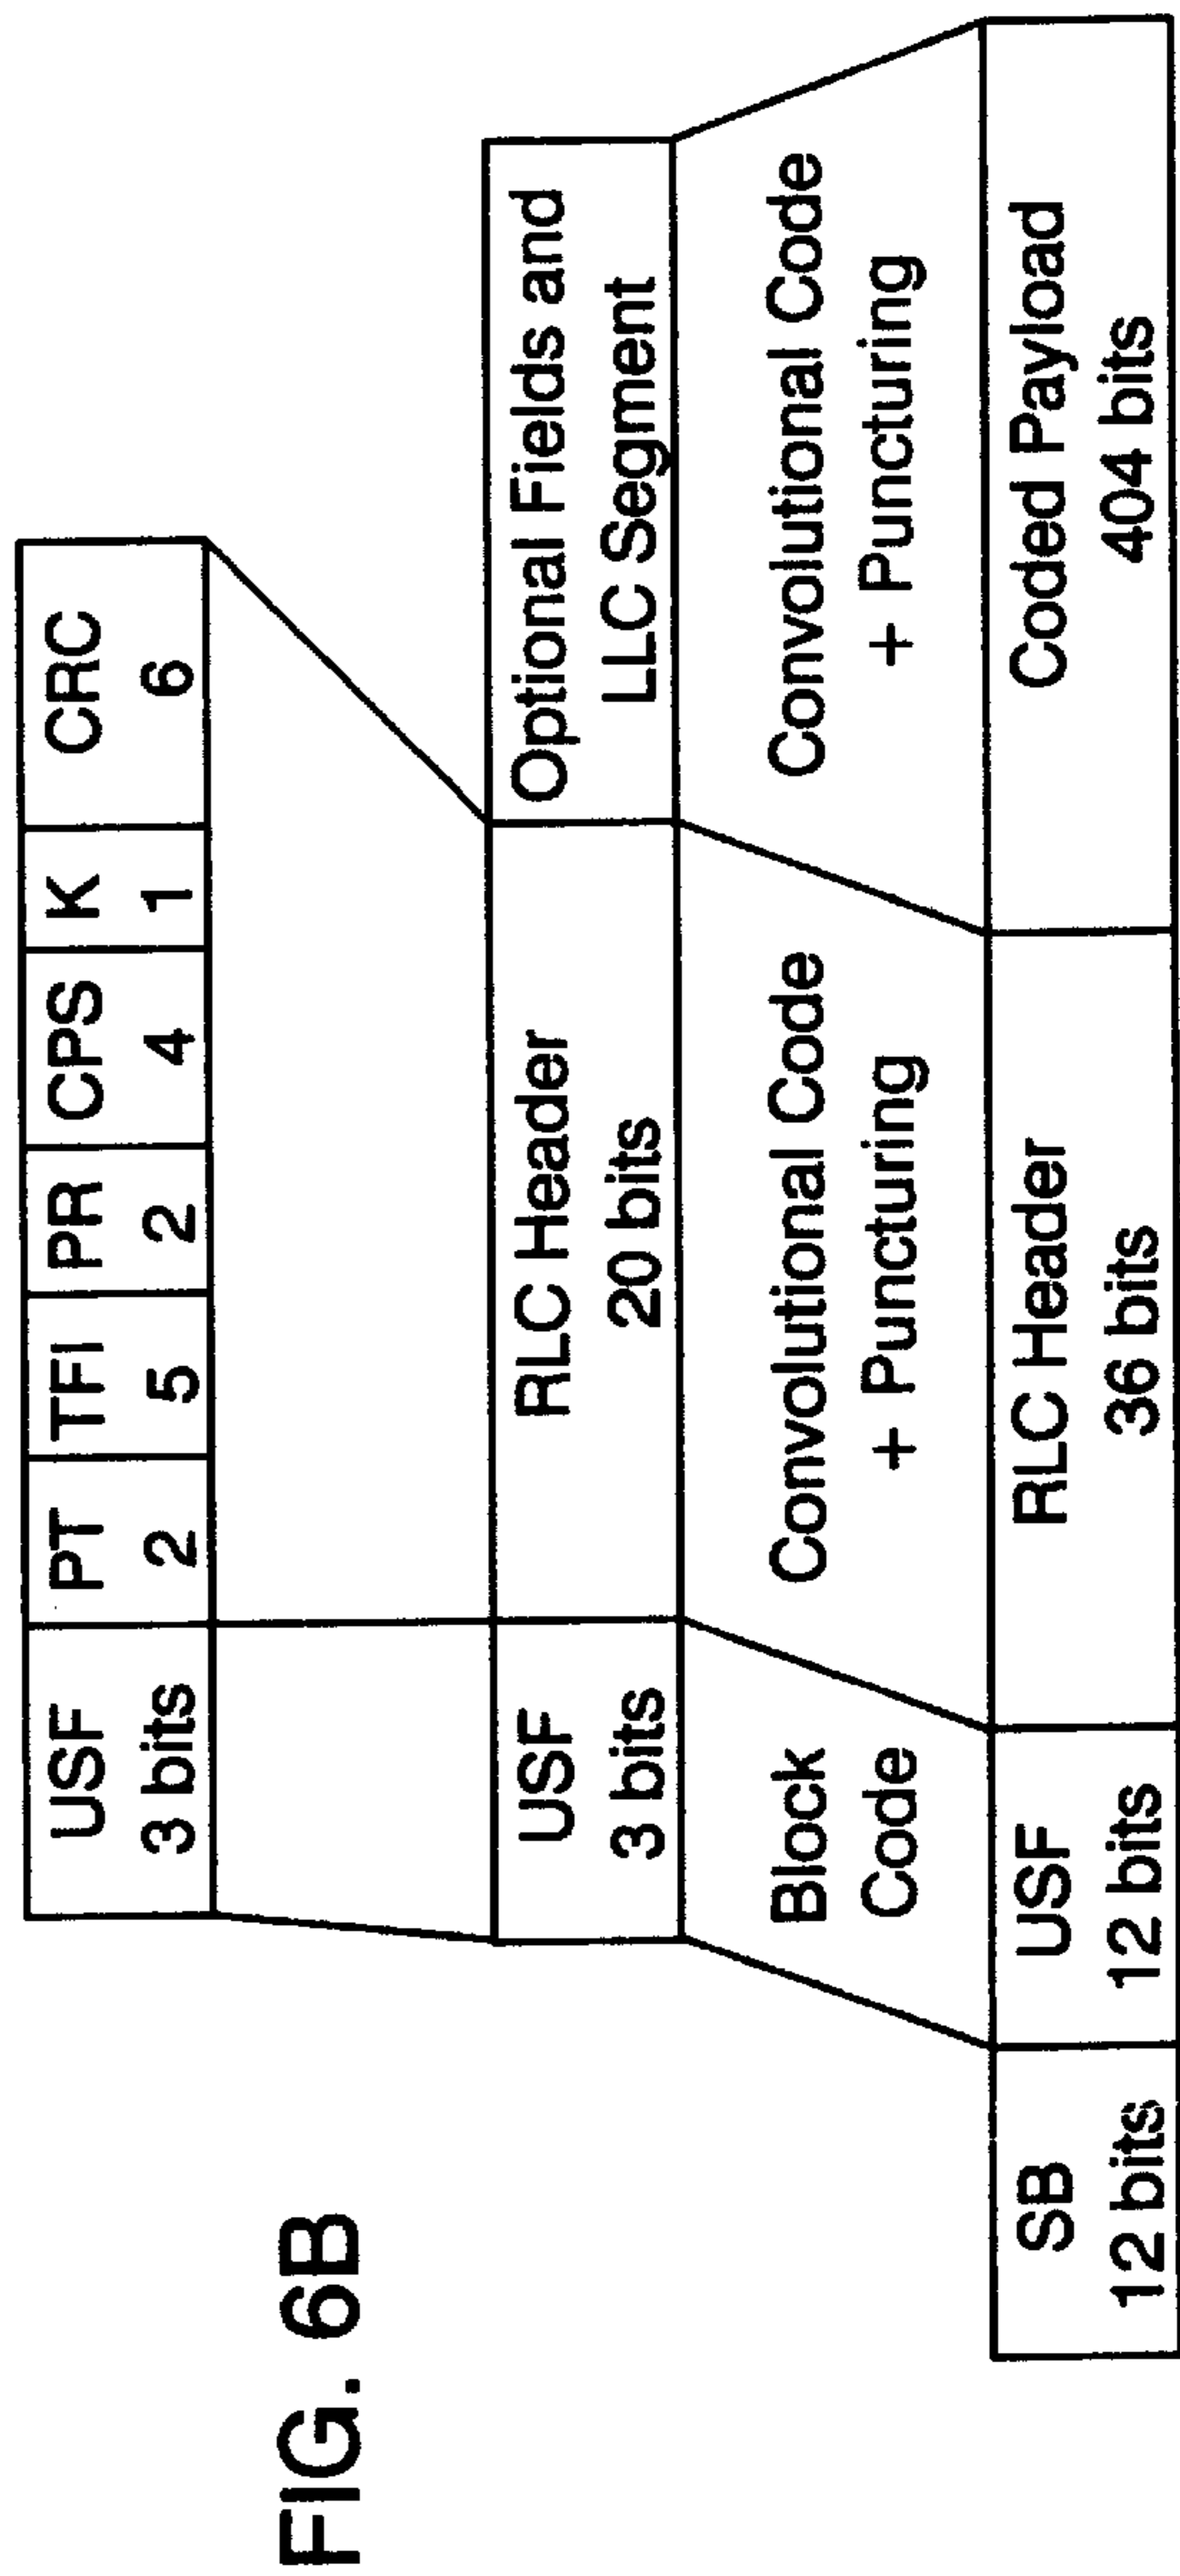 FIG. 6B
USF PT TFI PR CPS K CRC
3 bits 2 5 2 4 1 6
USF RLC Header Optional Fields and
3 bits 20 bits LLC Segment
Block Convolutional Code Convolutional Code
Code + Puncturing + Puncturing
SB USF RLC Header Coded Payload
12 bits 12 bits 36 bits 404 bits